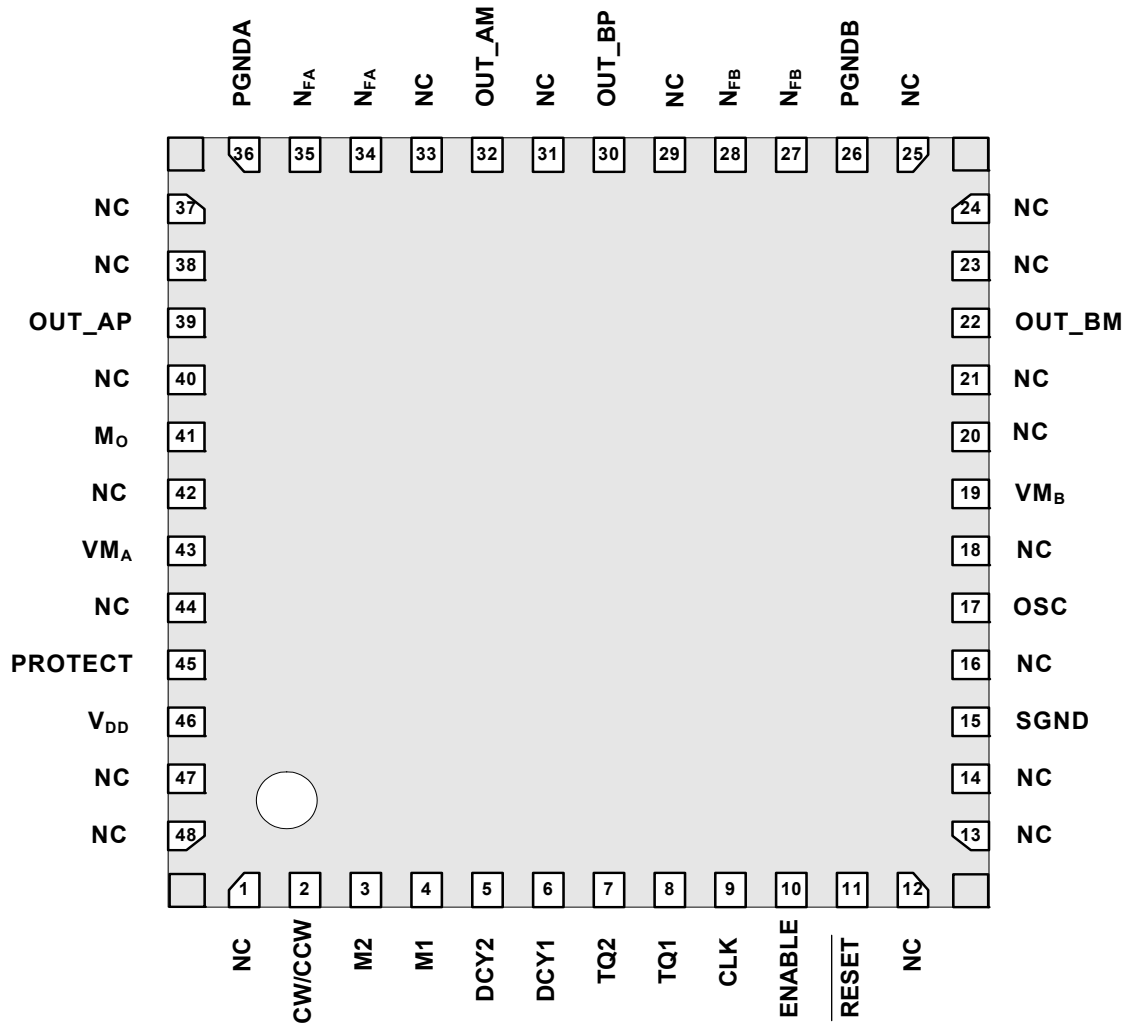 PGNDA
NFA
NFA
NC
OUT_AM
NC
OUT_BP
NC
NFB
NFB
PGNDB
NC
36 35 34 33 32 31 30 29 28 27 26 25
NC 37 24 NC
NC 38 23 NC
OUT_AP 39 22 OUT_BM
NC 40 21 NC
MO 41 20 NC
NC 42 19 VMB
VMA 43 18 NC
NC 44 17 OSC
PROTECT 45 16 NC
VDD 46 15 SGND
NC 47 14 NC
NC 48 13 NC
1 2 3 4 5 6 7 8 9 10 11 12
NC
CW/CCW
M2
M1
DCY2
DCY1
TQ2
TQ1
CLK
ENABLE
RESET
NC